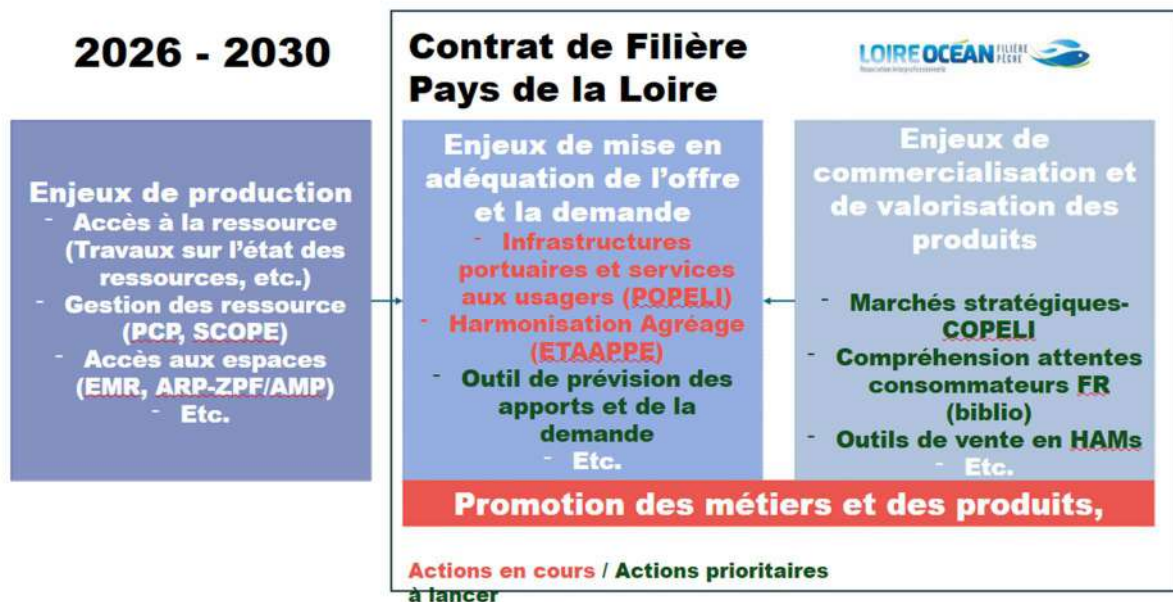 2026 - 2030
Contrat de Filière
Pays de la Loire
LOIRE OCÉAN FILIÈRE PÊCHE
Association interprofessionnelle
Enjeux de production
- Accès à la ressource
(Travaux sur l'état des
ressources, etc.)
- Gestion des ressource
(PCP, SCOPE)
- Accès aux espaces
(EMR, ARP-ZPF/AMP)
- Etc.
Enjeux de mise en
adéquation de l'offre
et la demande
- Infrastructures
portuaires et services
aux usagers (POPELI)
- Harmonisation Agréage
(ETAAPPE)
- Outil de prévision des
apports et de la
demande
- Etc.
Enjeux de
commercialisation et
de valorisation des
produits
- Marchés stratégiques-
COPELI
- Compréhension attentes
consommateurs FR
(biblio)
- Outils de vente en HAMs
- Etc.
Promotion des métiers et des produits,
Actions en cours / Actions prioritaires
à lancer